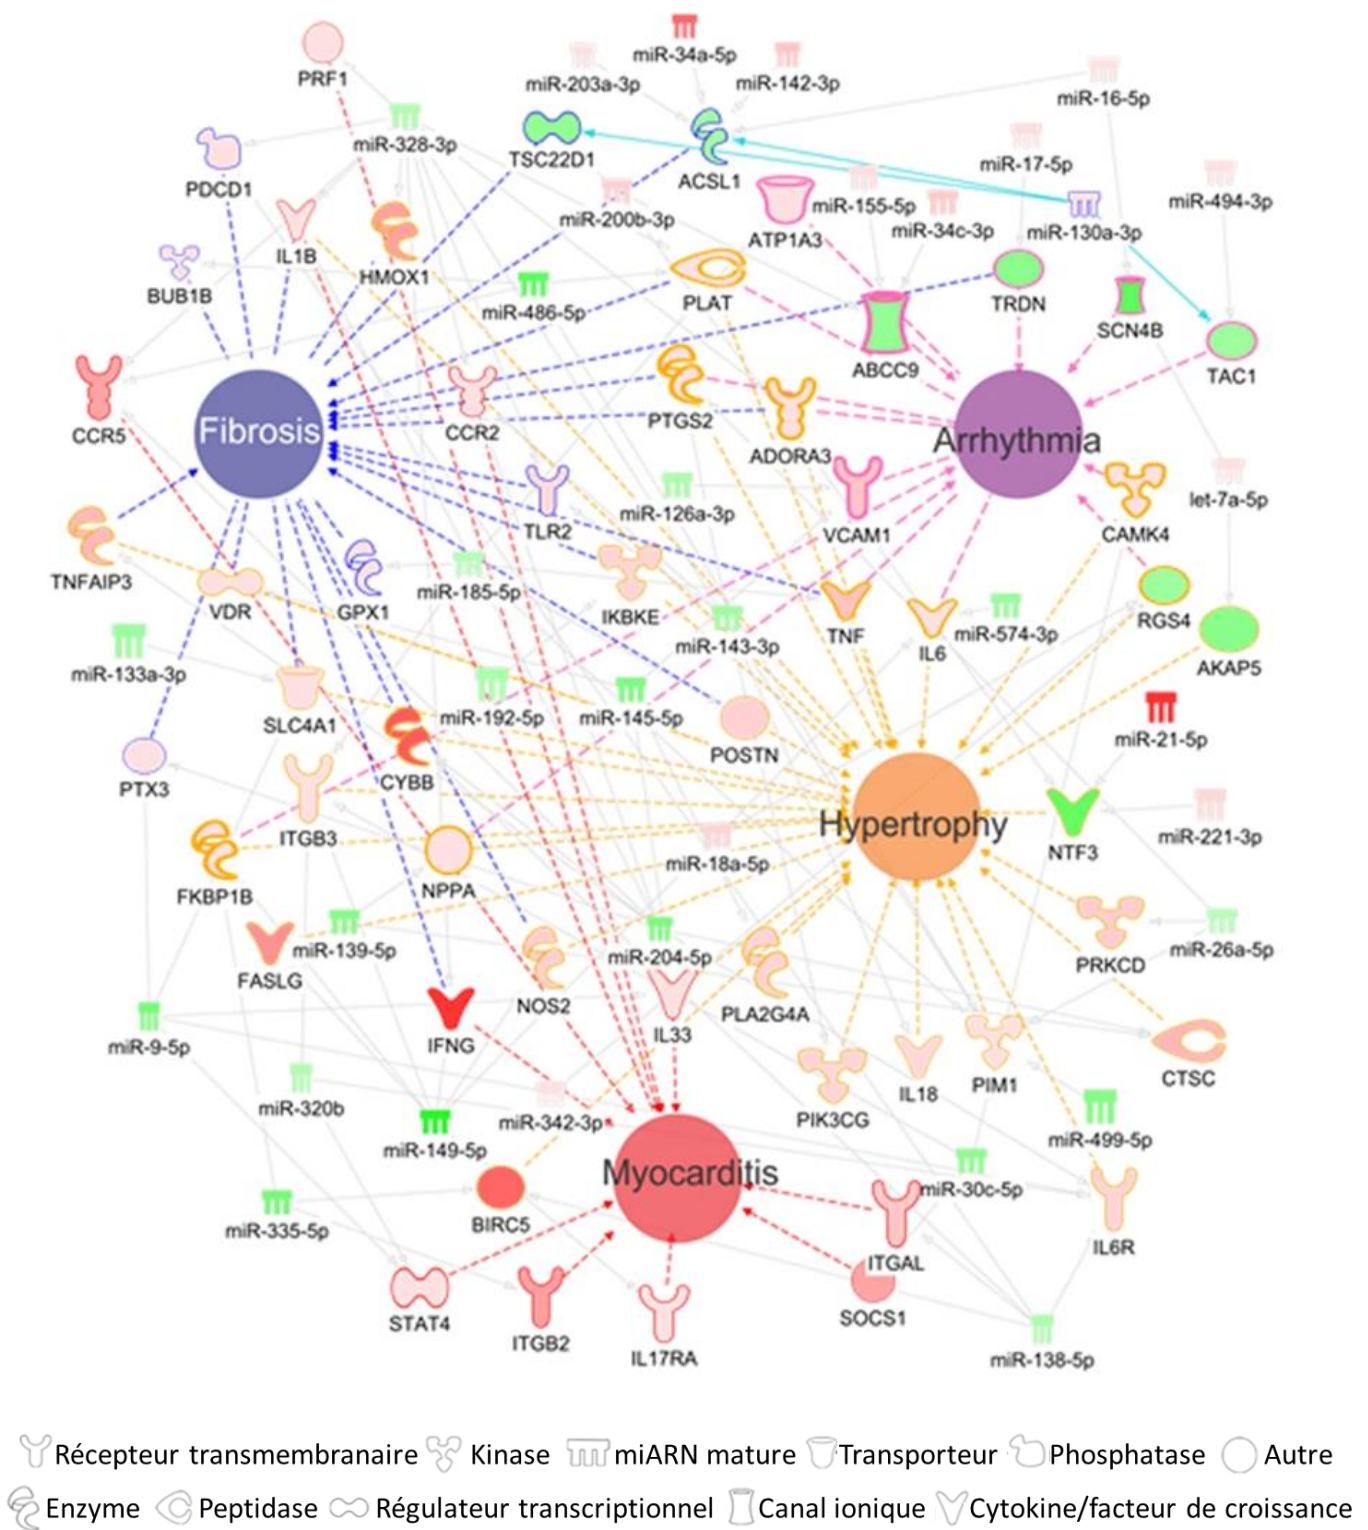 miR-34a-5p
miR-203a-3p
miR-142-3p
PRF1
miR-16-5p
miR-328-3p
TSC22D1
miR-17-5p
ACSL1
PDCD1
miR-494-3p
miR-155-5p
miR-200b-3p
miR-34c-3p
miR-130a-3p
ATP1A3
IL1B
HMOX1
BUB1B
PLAT
TRDN
miR-486-5p
SCN4B
ABCC9
TAC1
PTGS2
CCR5
Fibrosis
CCR2
Arrhythmia
ADORA3
let-7a-5p
miR-126a-3p
TLR2
VCAM1
CAMK4
TNFAIP3
miR-185-5p
VDR
GPX1
IKBKE
RGS4
TNF
miR-574-3p
miR-143-3p
IL6
AKAP5
miR-133a-3p
SLC4A1
miR-192-5p
miR-145-5p
miR-21-5p
POSTN
CYBB
PTX3
Hypertrophy
ITGB3
miR-221-3p
NTF3
miR-18a-5p
NPPA
FKBP1B
miR-139-5p
miR-26a-5p
miR-204-5p
PRKCD
FASLG
NOS2
PLA2G4A
IL33
IFNG
miR-9-5p
CTSC
PIM1
IL18
miR-320b
PIK3CG
miR-342-3p
miR-499-5p
miR-149-5p
Myocarditis
miR-30c-5p
BIRC5
miR-335-5p
IL6R
ITGAL
SOCS1
STAT4
ITGB2
IL17RA
miR-138-5p
Récepteur transmembranaire Kinase miARN mature Transporteur Phosphatase Autre
Enzyme Peptidase Régulateur transcriptionnel Canal ionique Cytokine/facteur de croissance